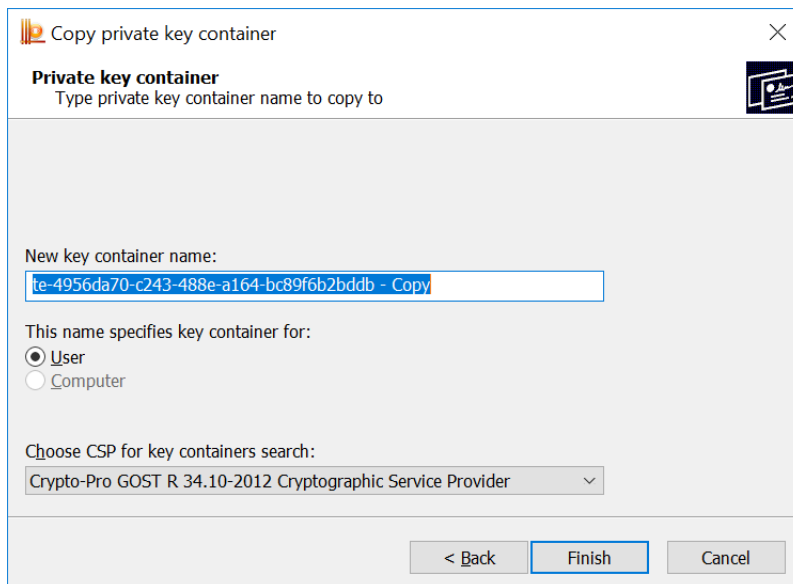 Copy private key container
Private key container
Type private key container name to copy to
New key container name:
te-4956da70-c243-488e-a164-bc89f6b2bddb - Copy
This name specifies key container for:
User
Computer
Choose CSP for key containers search:
Crypto-Pro GOST R 34.10-2012 Cryptographic Service Provider
< Back Finish Cancel